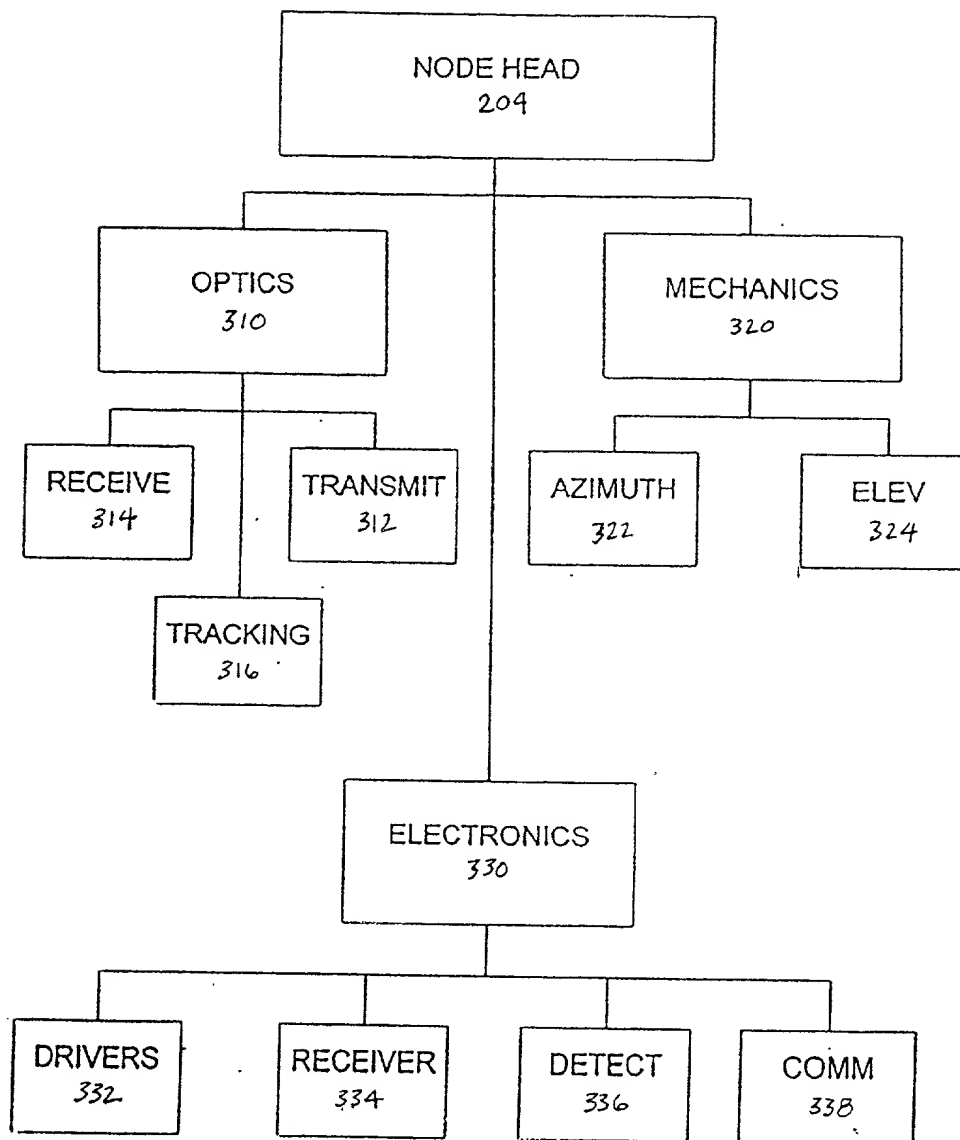 NODE HEAD
209
OPTICS
310
MECHANICS
320
RECEIVE
314
TRANSMIT
312
AZIMUTH
322
ELEV
324
TRACKING
316
ELECTRONICS
330
DRIVERS
332
RECEIVER
334
DETECT
336
COMM
338